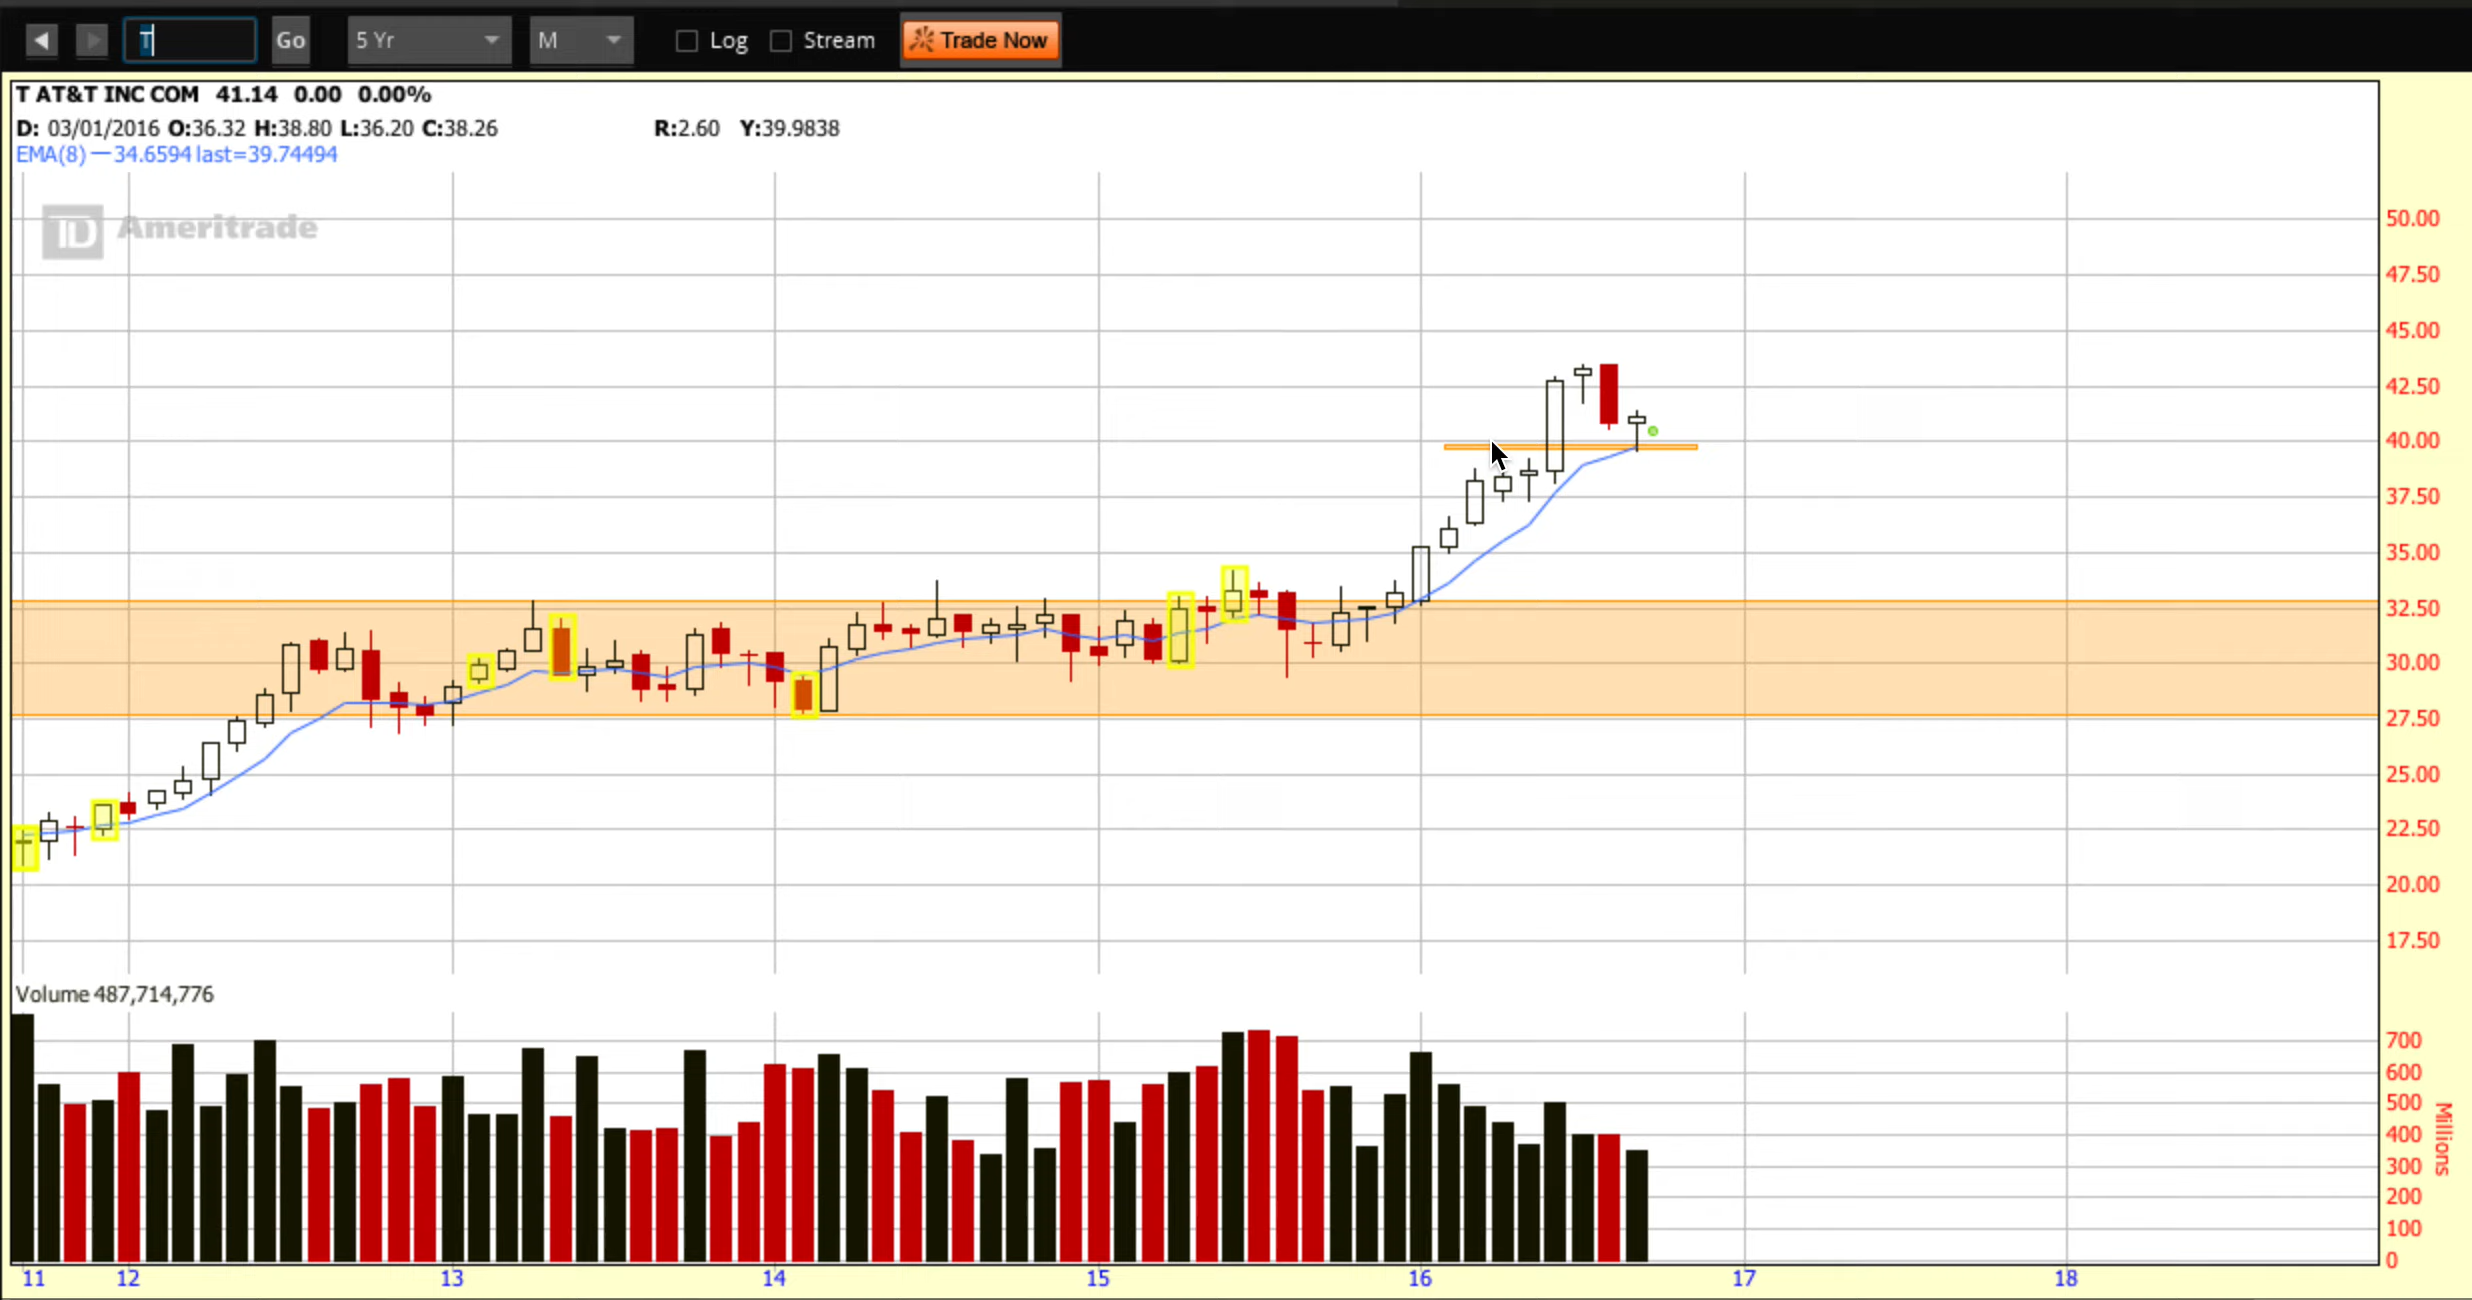 T Go 5 Yr M Log Stream Trade Now
T AT&T INC COM 41.14 0.00 0.00%
D: 03/01/2016 O:36.32 H:38.80 L:36.20 C:38.26 R:2.60 Y:39.9838
EMA(8) — 34.6594 last=39.74494
TD Ameritrade
50.00
47.50
45.00
42.50
40.00
37.50
35.00
32.50
30.00
27.50
25.00
22.50
20.00
17.50
Volume 487,714,776
700
600
500
400
300
200
100
0
Millions
11 12 13 14 15 16 17 18